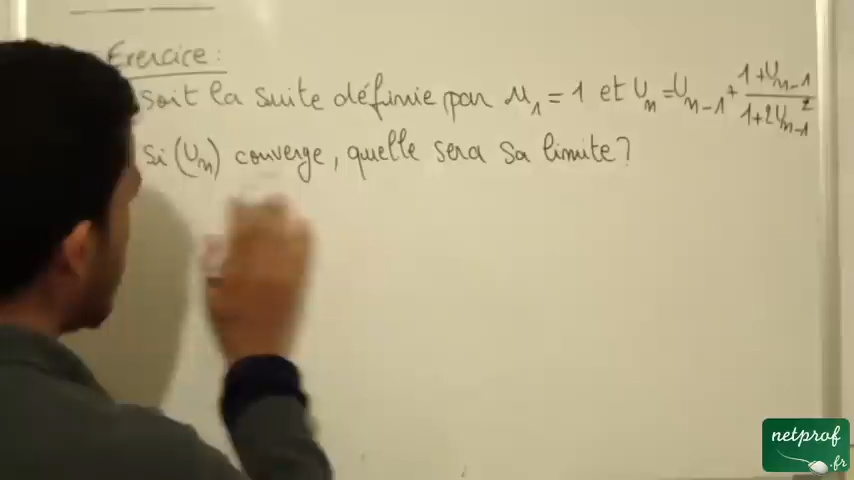 Exercice :
soit la suite définie par u₁ = 1 et Uₙ = Uₙ₋₁ + (1+Uₙ₋₁)/(1+2Uₙ₋₁²)
si (Uₙ) converge, quelle sera sa limite ?
netprof
.fr